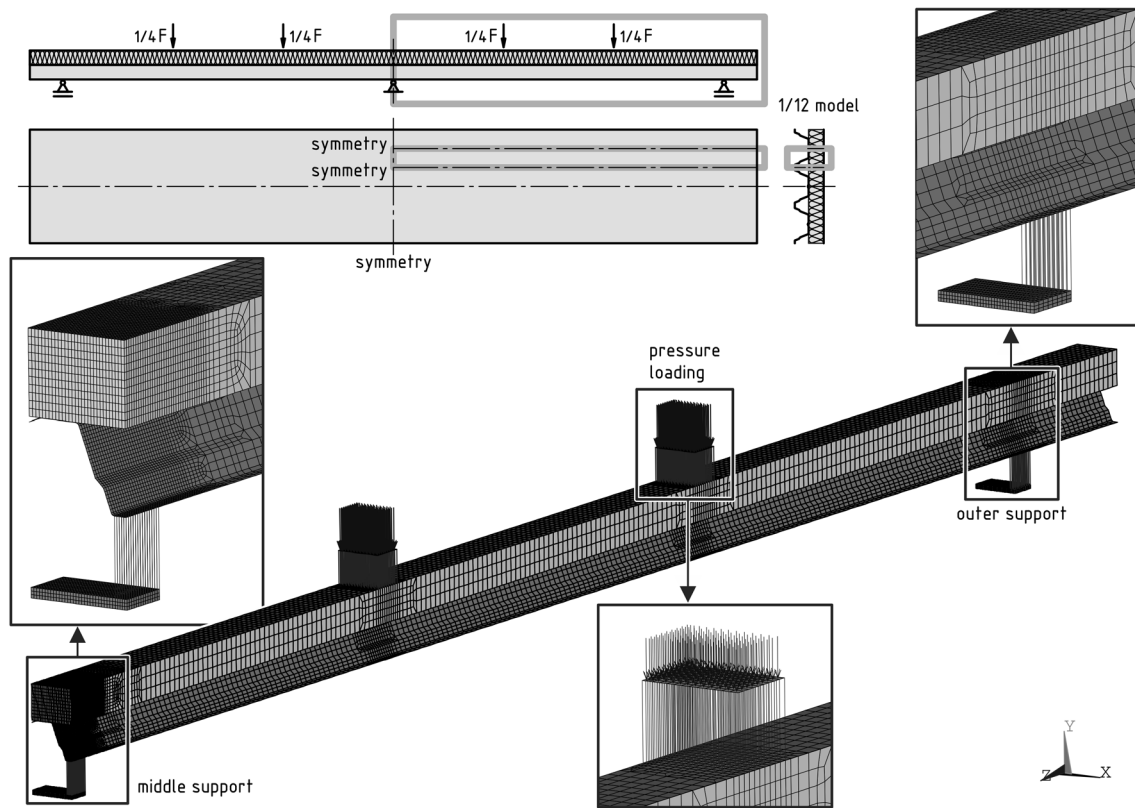 1/4F
1/4F
1/4F
1/4F
1/12 model
symmetry
symmetry
symmetry
pressure
loading
outer support
middle support
Y
Z
X